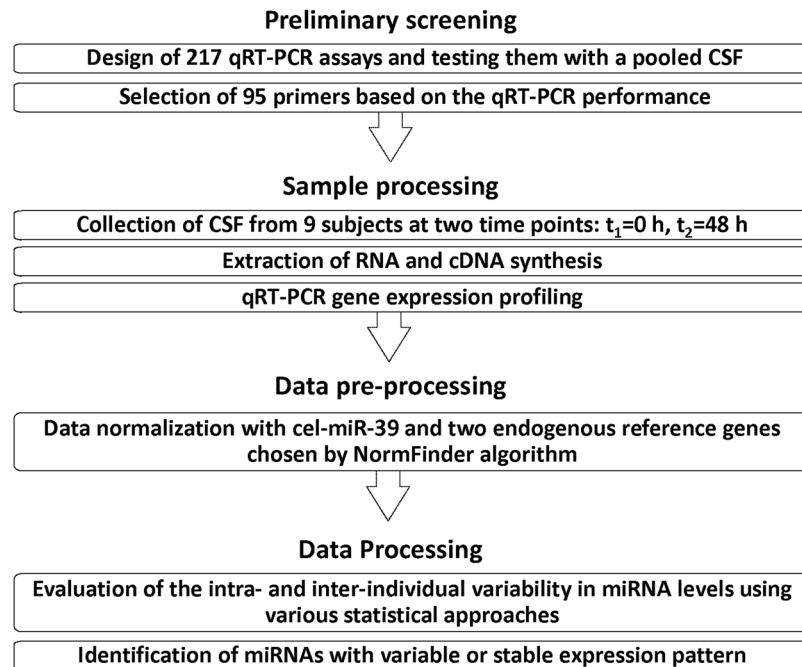 Preliminary screening
Design of 217 qRT-PCR assays and testing them with a pooled CSF
Selection of 95 primers based on the qRT-PCR performance
Sample processing
Collection of CSF from 9 subjects at two time points: t₁=0 h, t₂=48 h
Extraction of RNA and cDNA synthesis
qRT-PCR gene expression profiling
Data pre-processing
Data normalization with cel-miR-39 and two endogenous reference genes
chosen by NormFinder algorithm
Data Processing
Evaluation of the intra- and inter-individual variability in miRNA levels using
various statistical approaches
Identification of miRNAs with variable or stable expression pattern